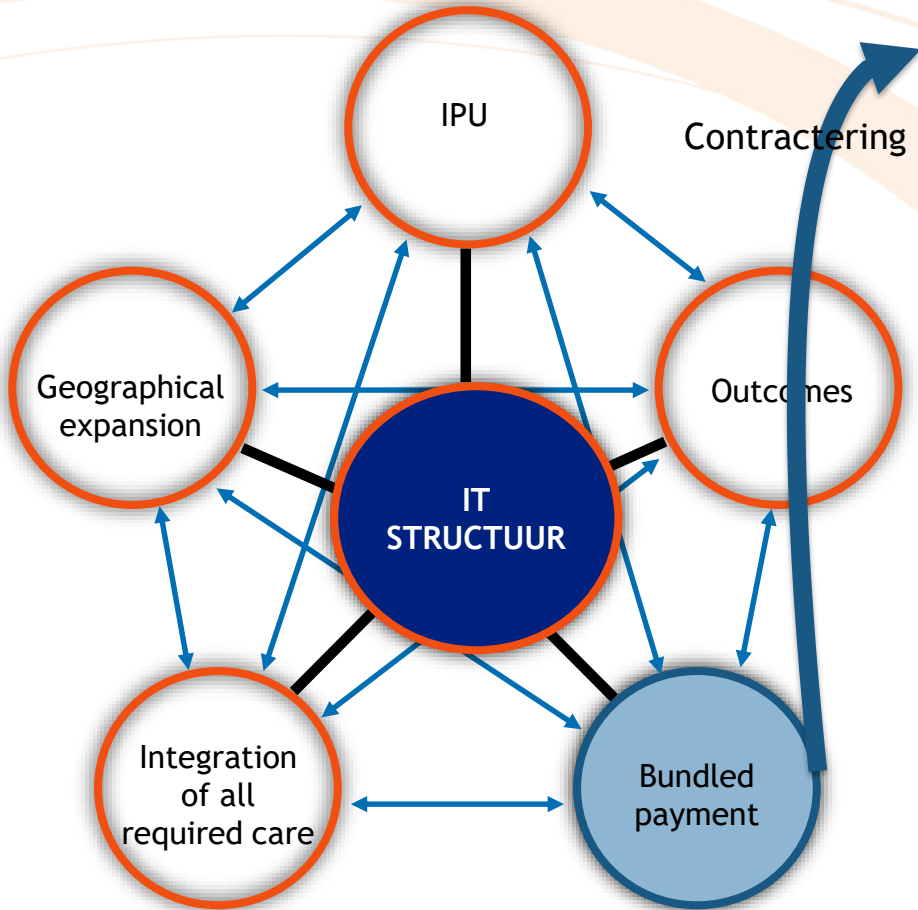 IPU
Contractering
Geographical
expansion
Outcomes
IT
STRUCTUUR
Integration
of all
required care
Bundled
payment